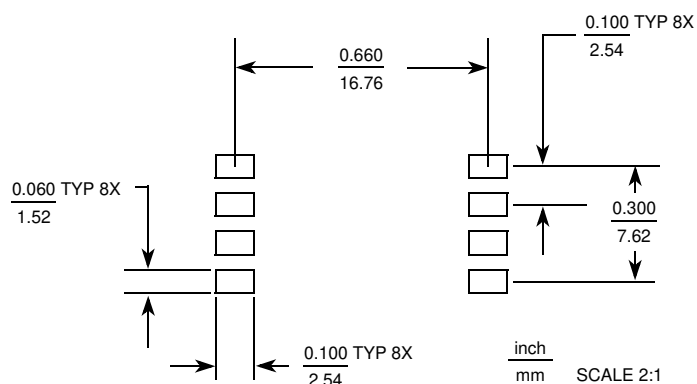 0.100 TYP 8X
2.54
0.660
16.76
0.060 TYP 8X
1.52
0.300
7.62
0.100 TYP 8X
2.54
inch
mm SCALE 2:1